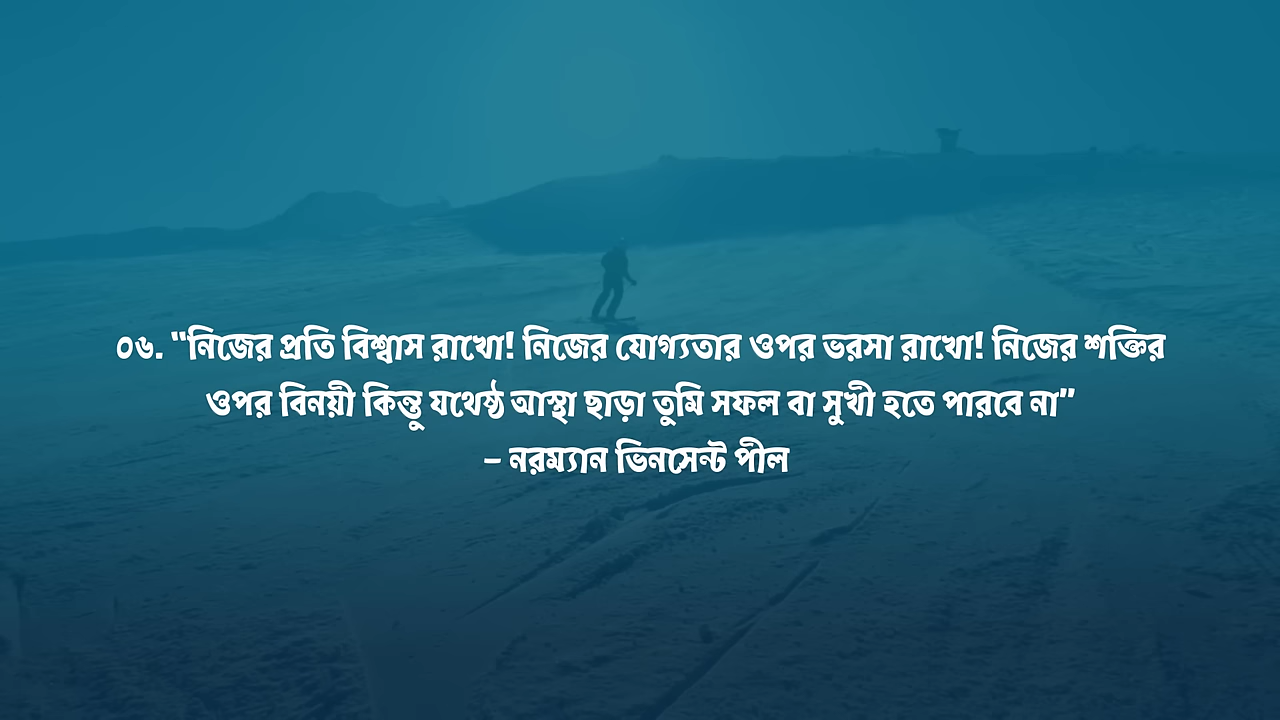 ০৬. "নিজের প্রতি বিশ্বাস রাখো! নিজের যোগ্যতার ওপর ভরসা রাখো! নিজের শক্তির
ওপর বিনয়ী কিন্তু যথেষ্ঠ আস্থা ছাড়া তুমি সফল বা সুখী হতে পারবে না”
– নরম্যান ভিনসেন্ট পীল